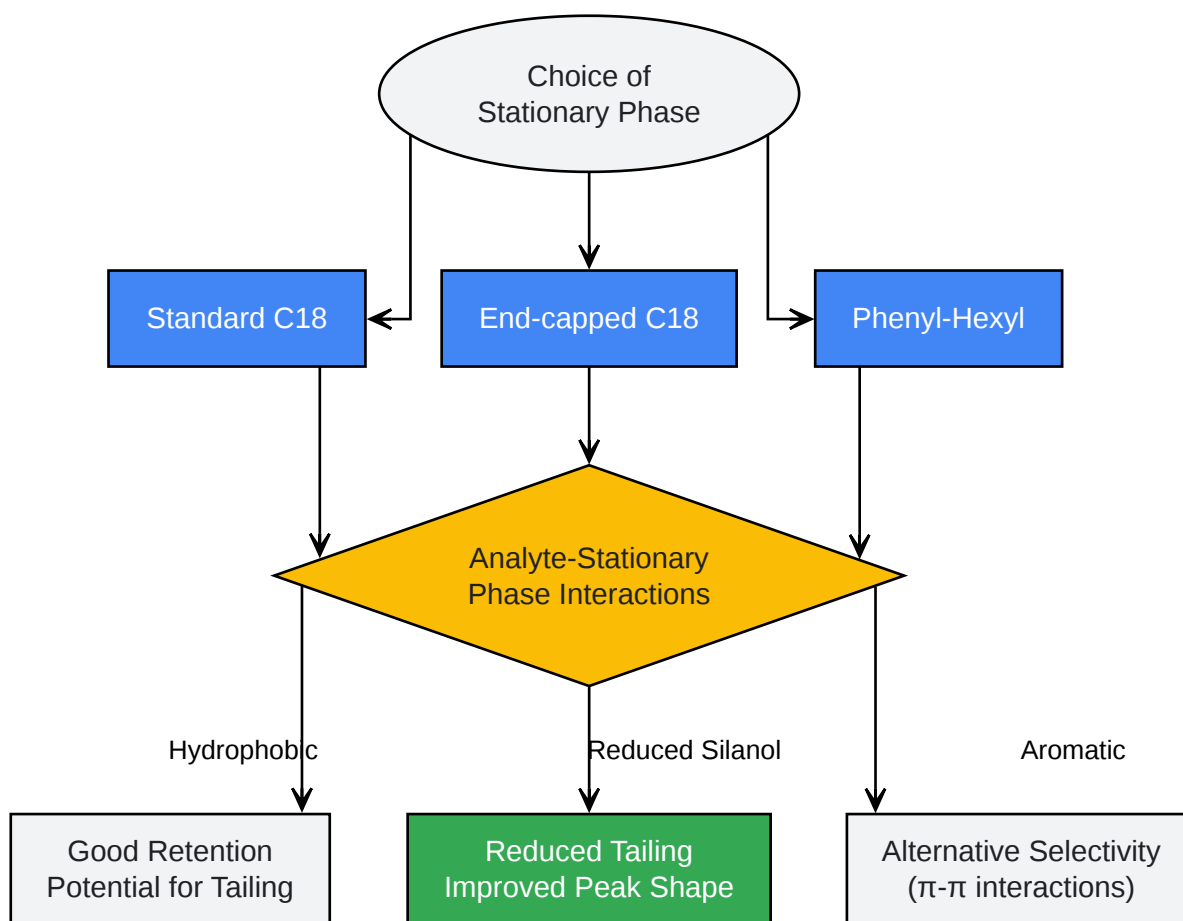 Choice of
Stationary Phase
Standard C18
End-capped C18
Phenyl-Hexyl
Analyte-Stationary
Phase Interactions
Hydrophobic
Reduced Silanol
Aromatic
Good Retention
Potential for Tailing
Reduced Tailing
Improved Peak Shape
Alternative Selectivity
(π-π interactions)